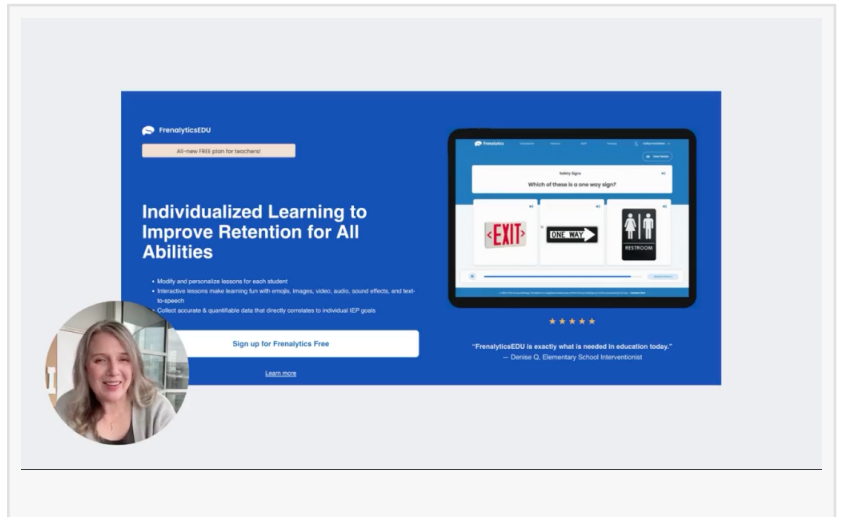 FrenalyticsEDU
All-new FREE plan for teachers!
Individualized Learning to
Improve Retention for All
Abilities
• Modify and personalize lessons for each student
• Interactive lessons make learning fun with emojis, images, video, audio, sound effects, and text-
to-speech
• Collect accurate & quantifiable data that directly correlates to individual IEP goals
Sign up for Frenalytics Free
Learn more
Frenalytics
Safety Signs
Which of these is a one way sign?
EXIT
ONE WAY
RESTROOM
"FrenalyticsEDU is exactly what is needed in education today."
— Denise Q, Elementary School Interventionist